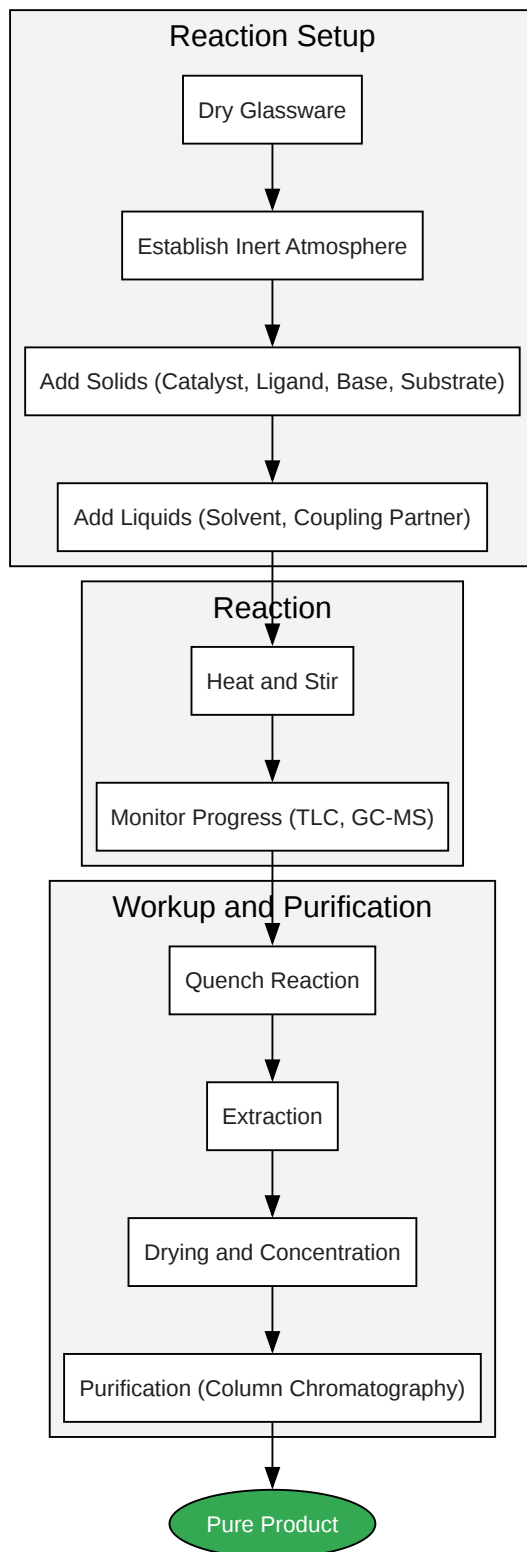 Reaction Setup
Dry Glassware
Establish Inert Atmosphere
Add Solids (Catalyst, Ligand, Base, Substrate)
Add Liquids (Solvent, Coupling Partner)
Reaction
Heat and Stir
Monitor Progress (TLC, GC-MS)
Workup and Purification
Quench Reaction
Extraction
Drying and Concentration
Purification (Column Chromatography)
Pure Product